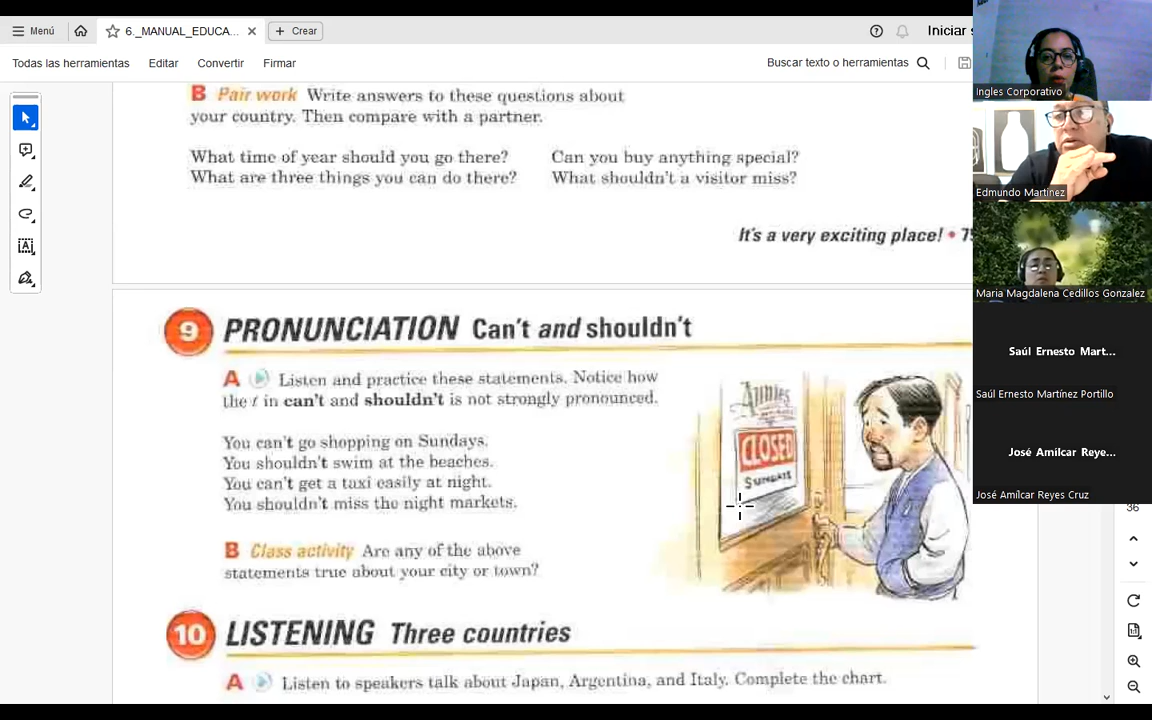 Menú
6._MANUAL_EDUCA...
Crear
Iniciar
Todas las herramientas
Editar
Convertir
Firmar
Buscar texto o herramientas
B Pair work Write answers to these questions about
your country. Then compare with a partner.
What time of year should you go there?
What are three things you can do there?
Can you buy anything special?
What shouldn't a visitor miss?
It's a very exciting place! •
9 PRONUNCIATION Can't and shouldn't
A Listen and practice these statements. Notice how
the t in can't and shouldn't is not strongly pronounced.
You can't go shopping on Sundays.
You shouldn't swim at the beaches.
You can't get a taxi easily at night.
You shouldn't miss the night markets.
B Class activity Are any of the above
statements true about your city or town?
Annies
CLOSED
SUNDAYS
10 LISTENING Three countries
A Listen to speakers talk about Japan, Argentina, and Italy. Complete the chart.
Ingles Corporativo
Edmundo Martínez
Maria Magdalena Cedillos Gonzalez
Saúl Ernesto Mart...
Saúl Ernesto Martínez Portillo
José Amílcar Reye...
José Amílcar Reyes Cruz
36